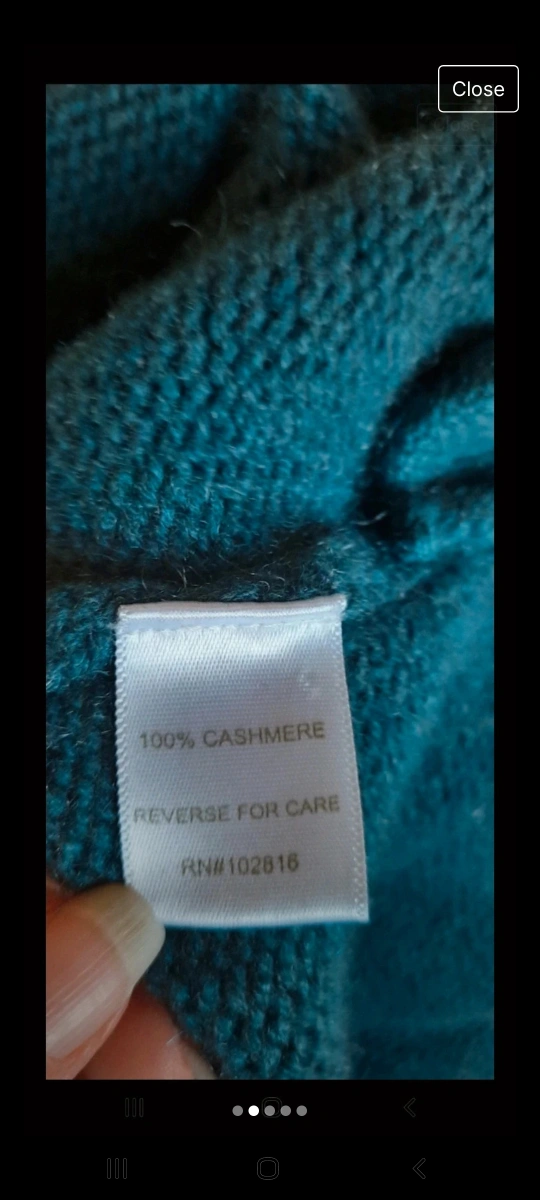 Close
100% CASHMERE
REVERSE FOR CARE
RN#102816